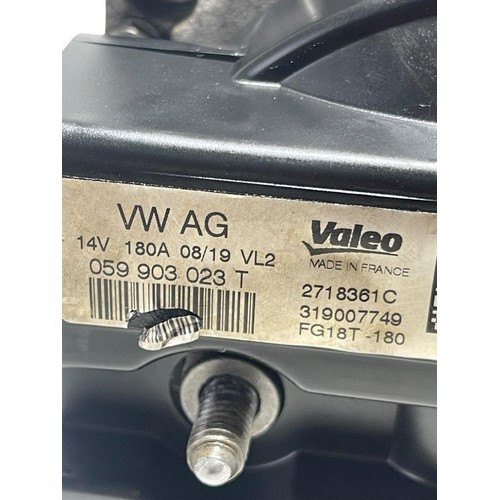 VW AG
14V 180A 08/19 VL2
059 903 023 T
Valeo
MADE IN FRANCE
2718361C
319007749
FG18T -180